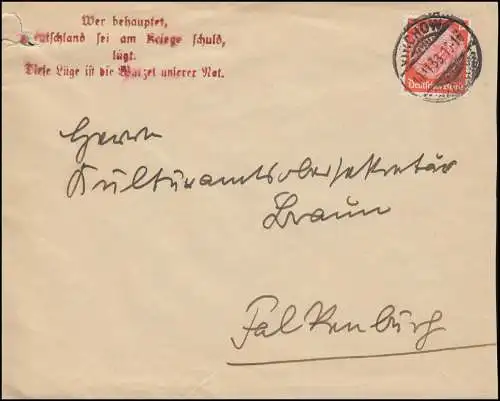 Wer behauptet,
Deutschland sei am Kriege schuld,
lügt.
Diese Lüge ist die Wurzel unserer Not.
Deutsches Reich
Herrn
Kulturamtsobersekretär
Braun
Falkenburg